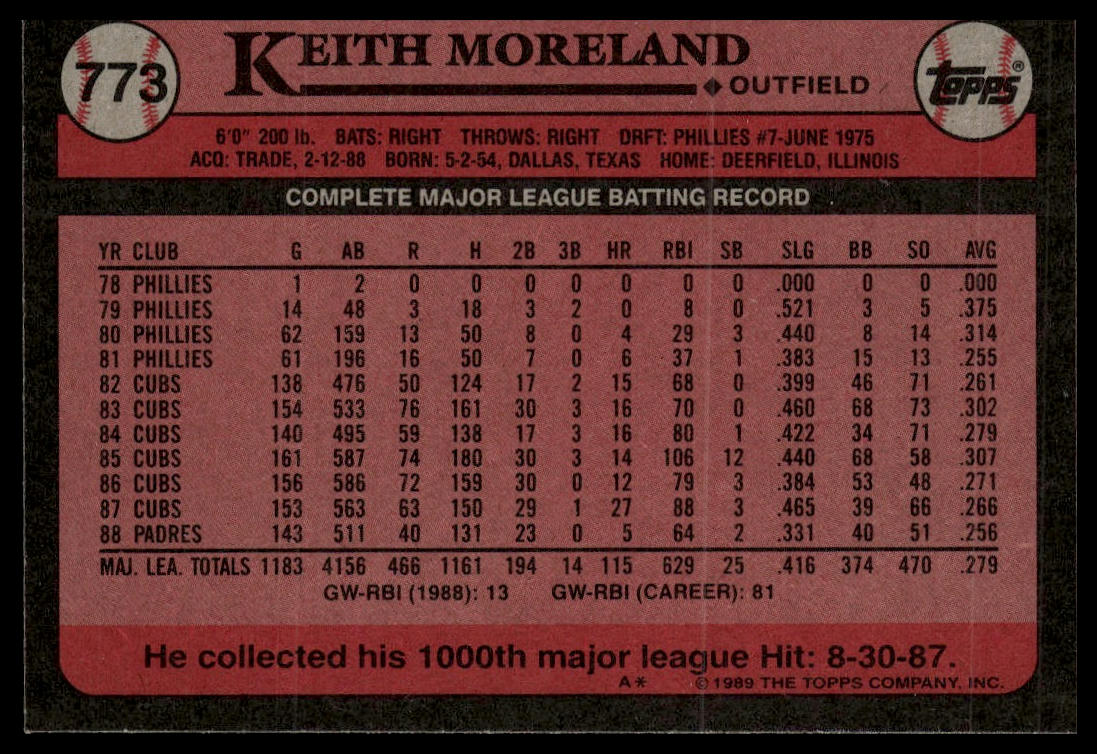 773
KEITH MORELAND
◆ OUTFIELD
TOPPS®
6'0" 200 lb. BATS: RIGHT THROWS: RIGHT DRFT: PHILLIES #7-JUNE 1975
ACQ: TRADE, 2-12-88 BORN: 5-2-54, DALLAS, TEXAS HOME: DEERFIELD, ILLINOIS
COMPLETE MAJOR LEAGUE BATTING RECORD
YR CLUB G AB R H 2B 3B HR RBI SB SLG BB SO AVG
78 PHILLIES 1 2 0 0 0 0 0 0 0 .000 0 0 .000
79 PHILLIES 14 48 3 18 3 2 0 8 0 .521 3 5 .375
80 PHILLIES 62 159 13 50 8 0 4 29 3 .440 8 14 .314
81 PHILLIES 61 196 16 50 7 0 6 37 1 .383 15 13 .255
82 CUBS 138 476 50 124 17 2 15 68 0 .399 46 71 .261
83 CUBS 154 533 76 161 30 3 16 70 0 .460 68 73 .302
84 CUBS 140 495 59 138 17 3 16 80 1 .422 34 71 .279
85 CUBS 161 587 74 180 30 3 14 106 12 .440 68 58 .307
86 CUBS 156 586 72 159 30 0 12 79 3 .384 53 48 .271
87 CUBS 153 563 63 150 29 1 27 88 3 .465 39 66 .266
88 PADRES 143 511 40 131 23 0 5 64 2 .331 40 51 .256
MAJ. LEA. TOTALS 1183 4156 466 1161 194 14 115 629 25 .416 374 470 .279
GW-RBI (1988): 13 GW-RBI (CAREER): 81
He collected his 1000th major league Hit: 8-30-87.
A* © 1989 THE TOPPS COMPANY, INC.